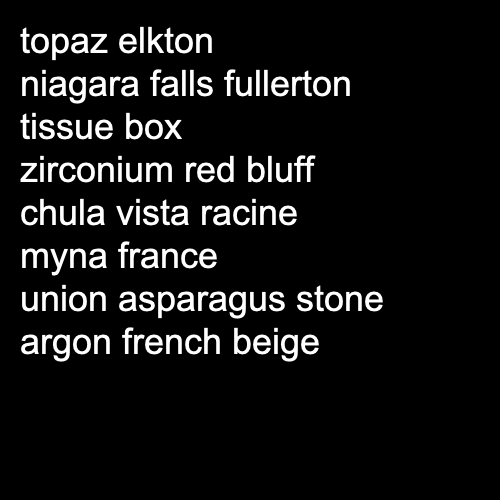 topaz elkton
niagara falls fullerton
tissue box
zirconium red bluff
chula vista racine
myna france
union asparagus stone
argon french beige